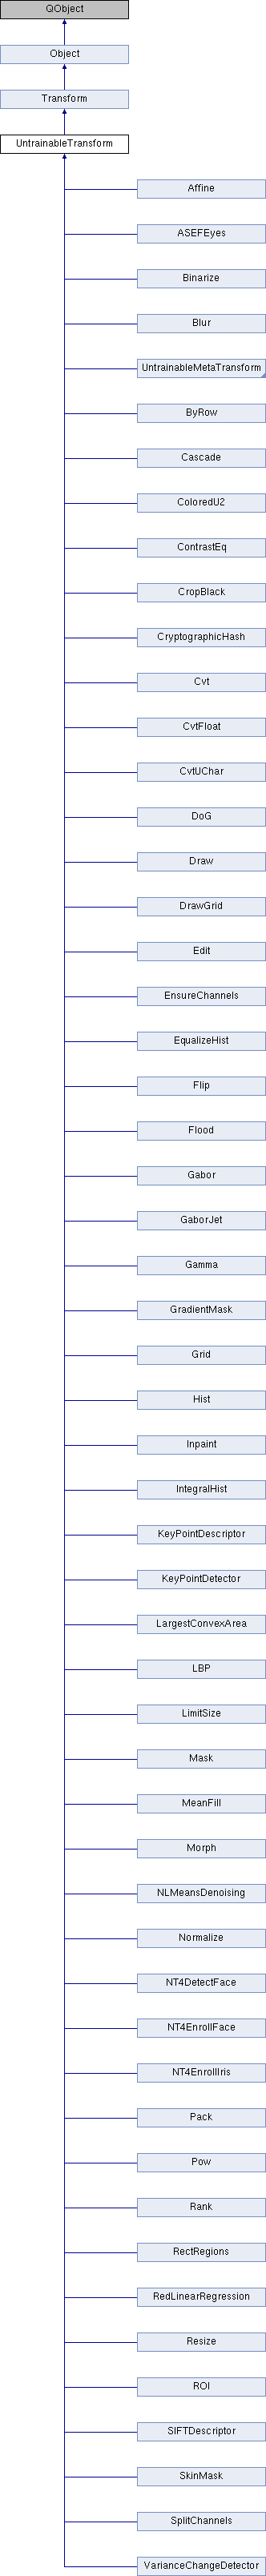 QObject
Object
Transform
UntrainableTransform
Affine
ASEFEyes
Binarize
Blur
UntrainableMetaTransform
ByRow
Cascade
ColoredU2
ContrastEq
CropBlack
CryptographicHash
Cvt
CvtFloat
CvtUChar
DoG
Draw
DrawGrid
Edit
EnsureChannels
EqualizeHist
Flip
Flood
Gabor
GaborJet
Gamma
GradientMask
Grid
Hist
Inpaint
IntegralHist
KeyPointDescriptor
KeyPointDetector
LargestConvexArea
LBP
LimitSize
Mask
MeanFill
Morph
NLMeansDenoising
Normalize
NT4DetectFace
NT4EnrollFace
NT4EnrollIris
Pack
Pow
Rank
RectRegions
RedLinearRegression
Resize
ROI
SIFTDescriptor
SkinMask
SplitChannels
VarianceChangeDetector